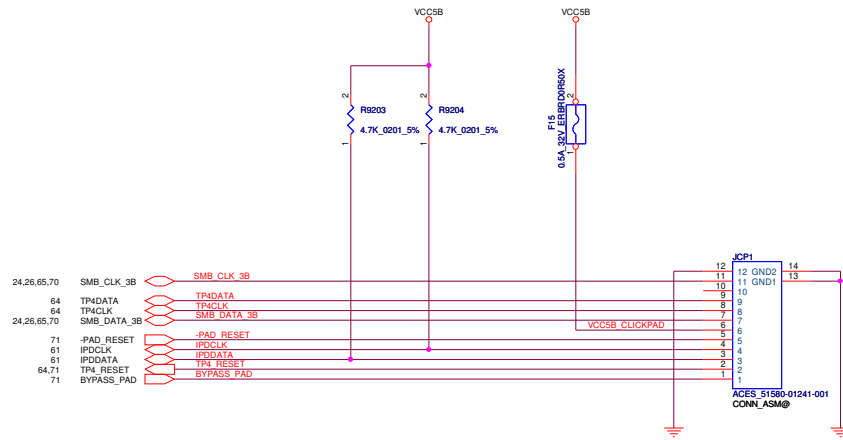 VCC5B
VCC5B
2
R9203
4.7K_0201_5%
1
2
R9204
4.7K_0201_5%
1
F15
0.5A_32V_ERBRD0R50X
2
1
JCP1
24,26,65,70 SMB_CLK_3B SMB_CLK_3B
64 TP4DATA TP4DATA
64 TP4CLK TP4CLK
24,26,65,70 SMB_DATA_3B SMB_DATA_3B
VCC5B_CLICKPAD
71 -PAD_RESET -PAD_RESET
61 IPDCLK IPDCLK
61 IPDDATA IPDDATA
64,71 TP4_RESET TP4_RESET
71 BYPASS_PAD BYPASS_PAD
12 12 GND2 14
11 11 GND1 13
10 10
9 9
8 8
7 7
6 6
5 5
4 4
3 3
2 2
1 1
ACES_51580-01241-001
CONN_ASM@